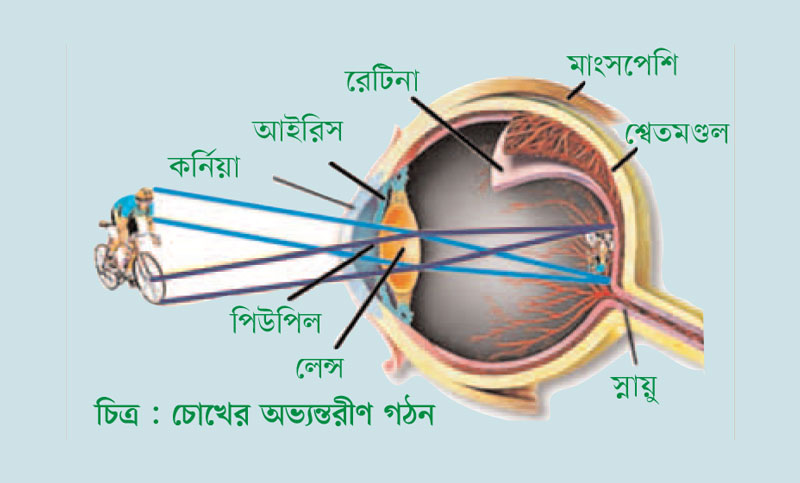 মাংসপেশি
রেটিনা
শ্বেতমণ্ডল
আইরিস
কর্নিয়া
পিউপিল
লেন্স
স্নায়ু
চিত্র : চোখের অভ্যন্তরীণ গঠন